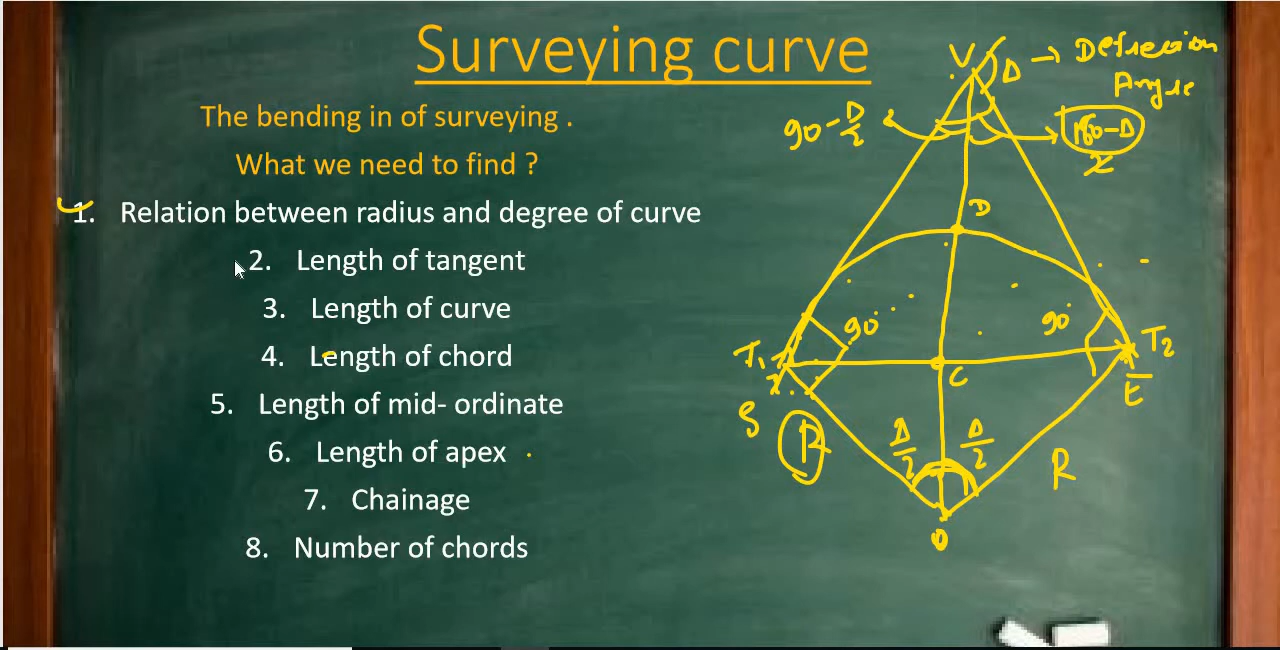 Surveying curve
The bending in of surveying .
What we need to find ?
1. Relation between radius and degree of curve
2. Length of tangent
3. Length of curve
4. Length of chord
5. Length of mid- ordinate
6. Length of apex
7. Chainage
8. Number of chords
V
Δ → Deflection
Angle
90-D/2
180-D
2
D
90°
90°
T1
T2
C
E
S
R
Δ/2
Δ/2
R
O